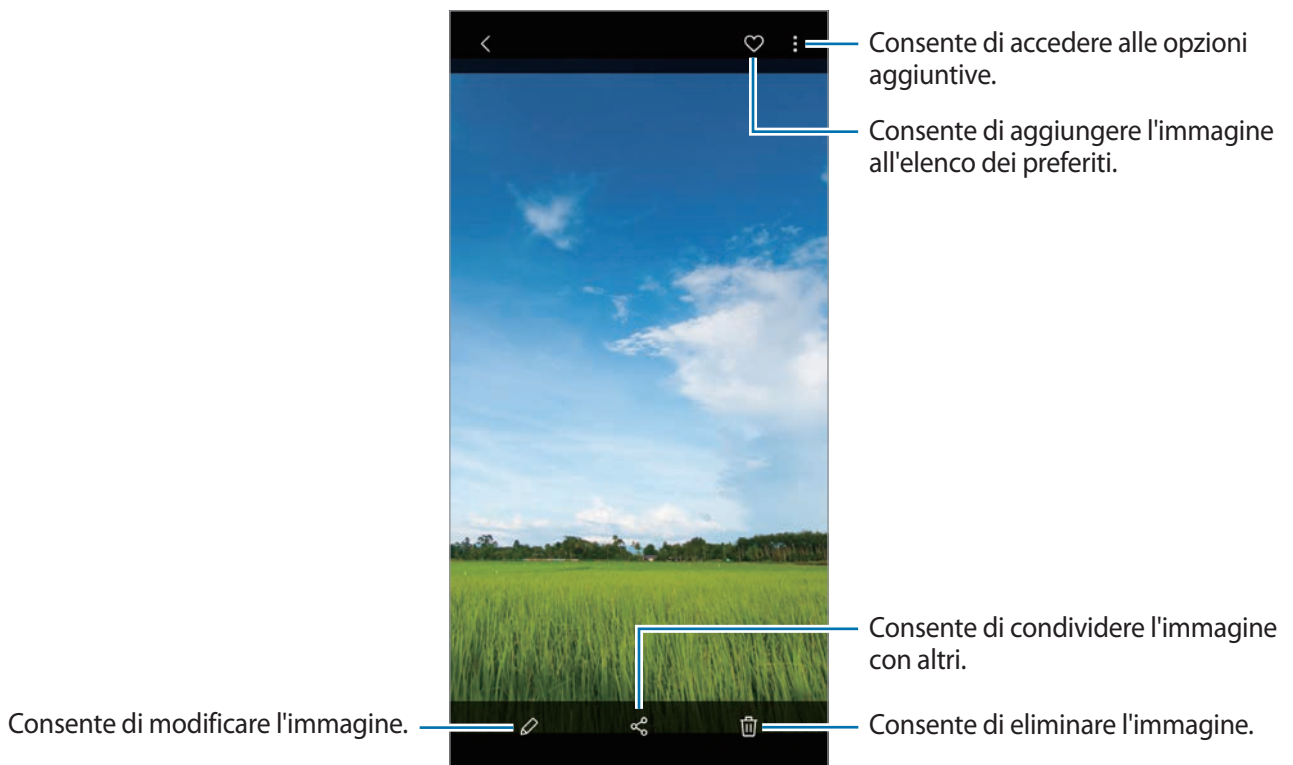 Consente di accedere alle opzioni
aggiuntive.
Consente di aggiungere l'immagine
all'elenco dei preferiti.
Consente di condividere l'immagine
con altri.
Consente di modificare l'immagine.
Consente di eliminare l'immagine.